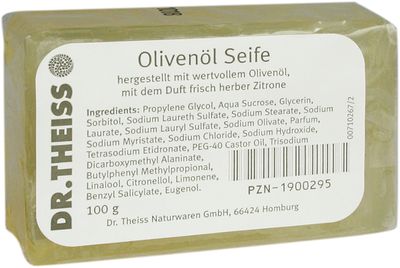 DR.THEISS
Olivenöl Seife
hergestellt mit wertvollem Olivenöl,
mit dem Duft frisch herber Zitrone
Ingredients: Propylene Glycol, Aqua Sucrose, Glycerin,
Sorbitol, Sodium Laureth Sulfate, Sodium Stearate, Sodium
Laurate, Sodium Lauryl Sulfate, Sodium Olivate, Parfum,
Sodium Myristate, Sodium Chloride, Sodium Hydroxide,
Tetrasodium Etidronate, PEG-40 Castor Oil, Trisodium
Dicarboxymethyl Alaninate,
Butylphenyl Methylpropional,
Linalool, Citronellol, Limonene,
Benzyl Salicylate, Eugenol.
100 g
PZN-1900295
Dr. Theiss Naturwaren GmbH, 66424 Homburg
00710267/2